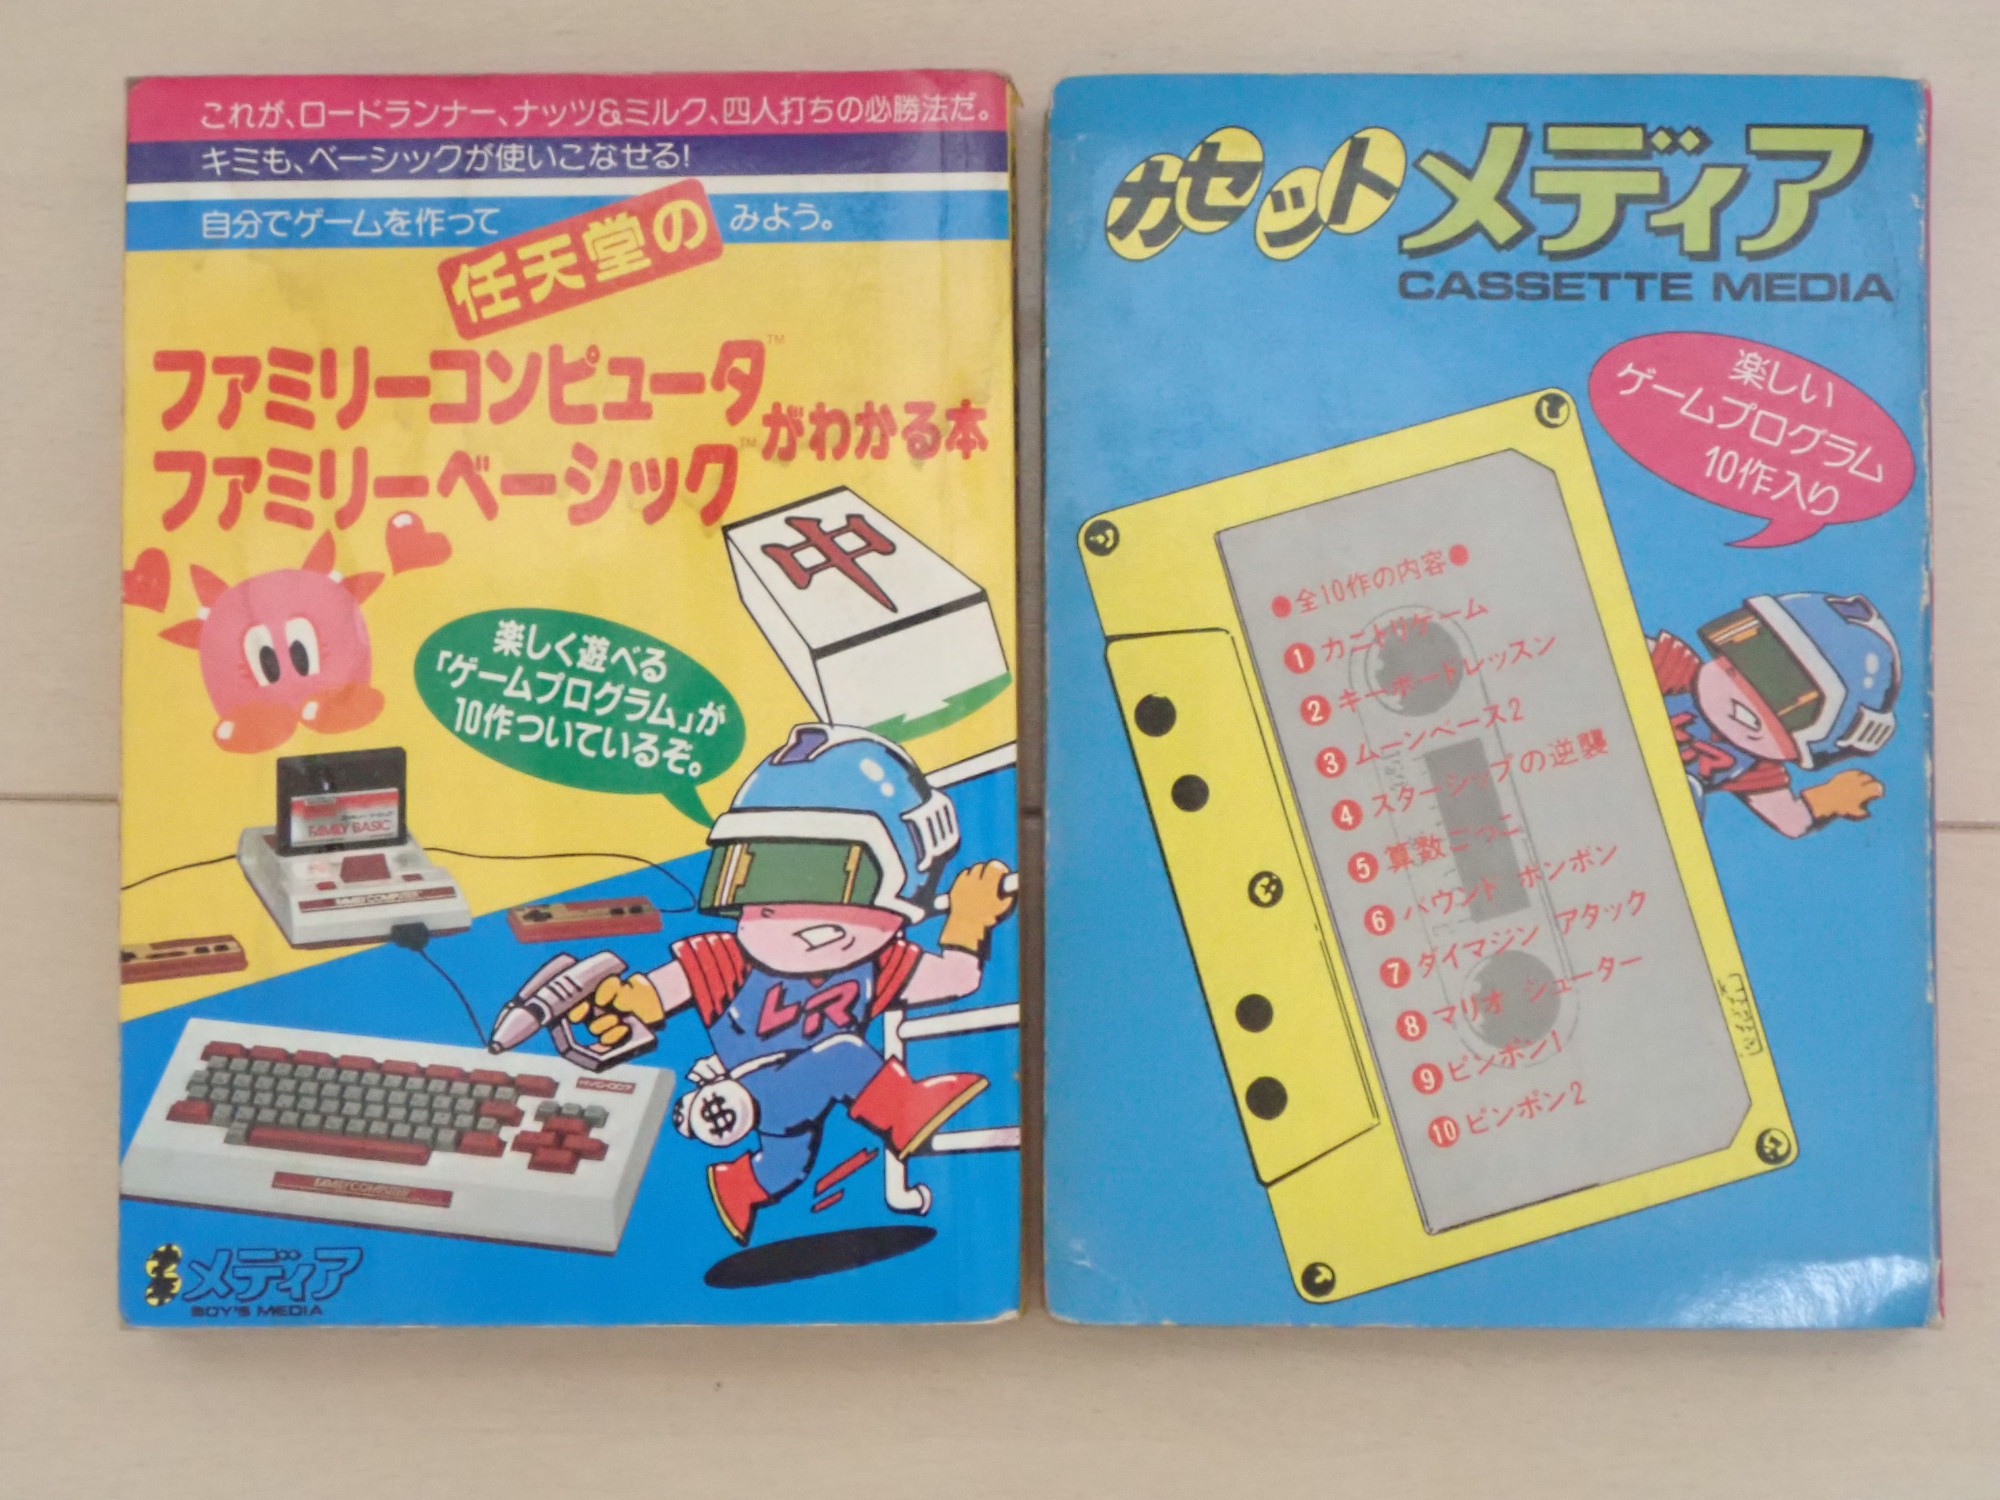 これが、ロードランナー、ナッツ&ミルク、四人打ちの必勝法だ。
キミも、ベーシックが使いこなせる!
自分でゲームを作って みよう。
任天堂の
ファミリーコンピュータ™
ファミリーベーシック™
がわかる本
中
楽しく遊べる
「ゲームプログラム」が
10作ついているぞ。
FAMILY BASIC
FAMILY COMPUTER
LR
$
FAMILY COMPUTER
メディア
BOY'S MEDIA
カセットメディア
CASSETTE MEDIA
楽しい
ゲームプログラム
10作入り
●全10作の内容●
1 カニトリゲーム
2 キーボードレッスン
3 ムーンベース2
4 スターシップの逆襲
5 算数ごっこ
6 バウンド ボンボン
7 ダイマジン アタック
8 マリオ シューター
9 ピンポン1
10 ピンポン2